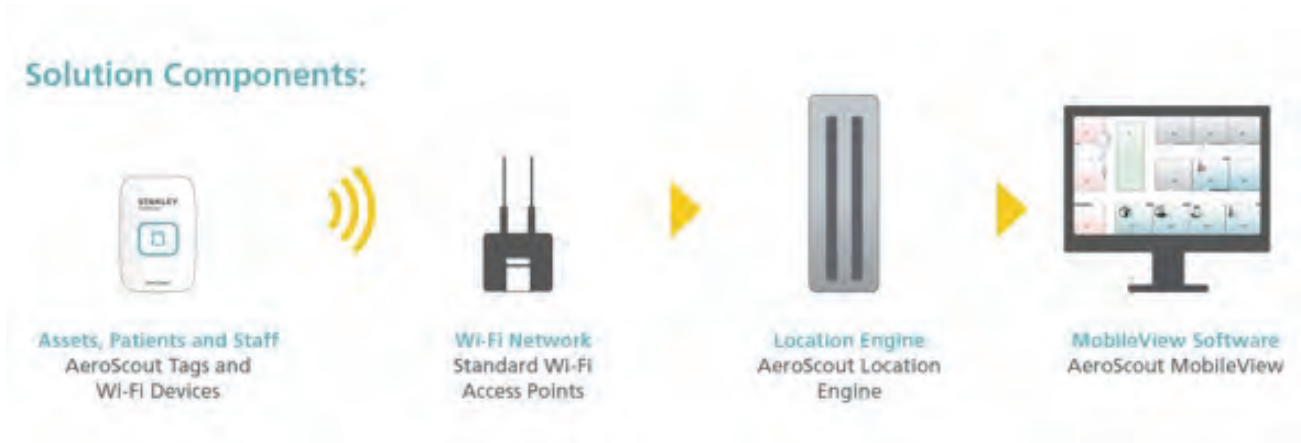 Solution Components:
STANLEY
Assets, Patients and Staff
AeroScout Tags and
Wi-Fi Devices
Wi-Fi Network
Standard Wi-Fi
Access Points
Location Engine
AeroScout Location
Engine
MobileView Software
AeroScout MobileView